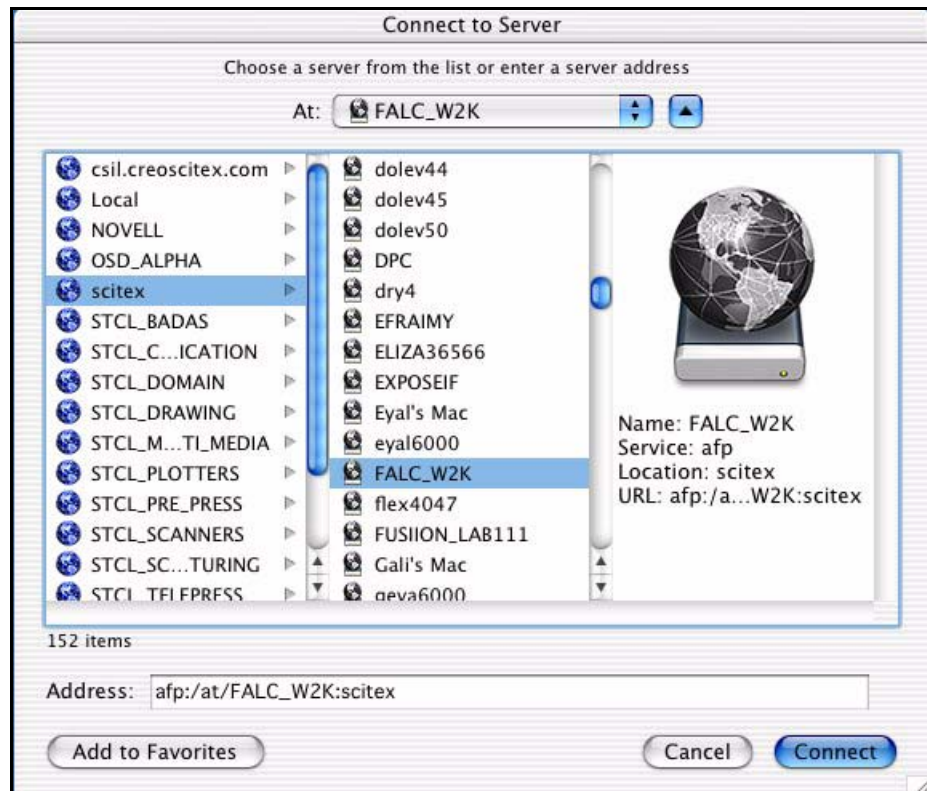 Connect to Server
Choose a server from the list or enter a server address
At: FALC_W2K
csil.creoscitex.com
Local
NOVELL
OSD_ALPHA
scitex
STCL_BADAS
STCL_C...ICATION
STCL_DOMAIN
STCL_DRAWING
STCL_M...TI_MEDIA
STCL_PLOTTERS
STCL_PRE_PRESS
STCL_SCANNERS
STCL_SC...TURING
STCL_TELEPRESS
dolev44
dolev45
dolev50
DPC
dry4
EFRAIMY
ELIZA36566
EXPOSEIF
Eyal's Mac
eyal6000
FALC_W2K
flex4047
FUSIION_LAB111
Gali's Mac
geva6000
Name: FALC_W2K
Service: afp
Location: scitex
URL: afp:/a...W2K:scitex
152 items
Address: afp:/at/FALC_W2K:scitex
Add to Favorites
Cancel
Connect